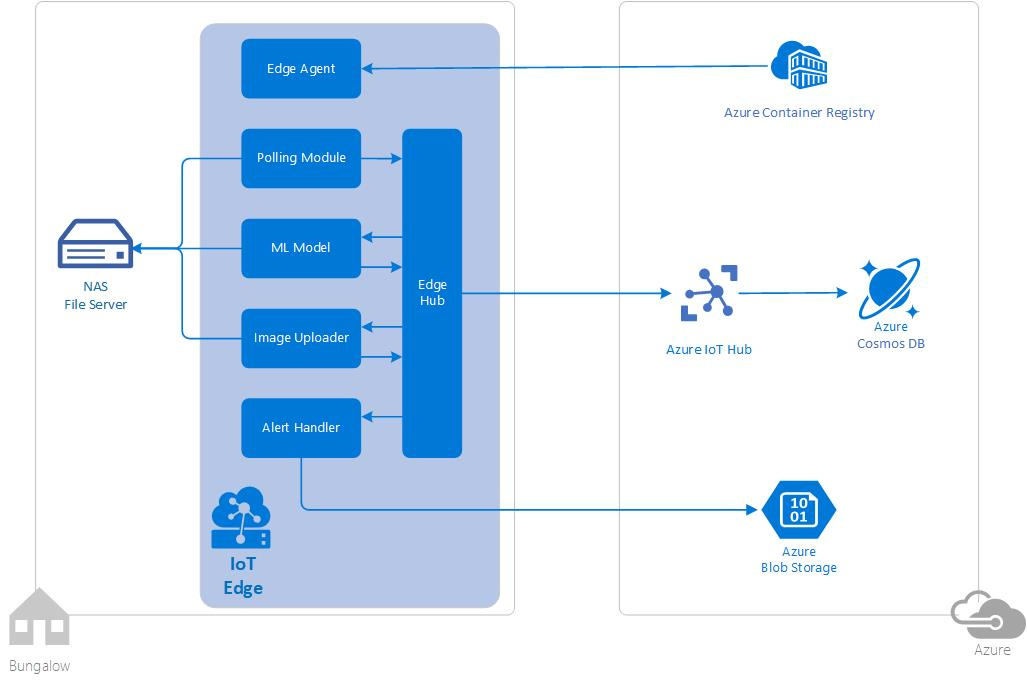 Edge Agent
Azure Container Registry
Polling Module
ML Model
Edge
Hub
NAS
File Server
Image Uploader
Azure IoT Hub
Azure
Cosmos DB
Alert Handler
10
01
Azure
Blob Storage
IoT
Edge
Bungalow
Azure